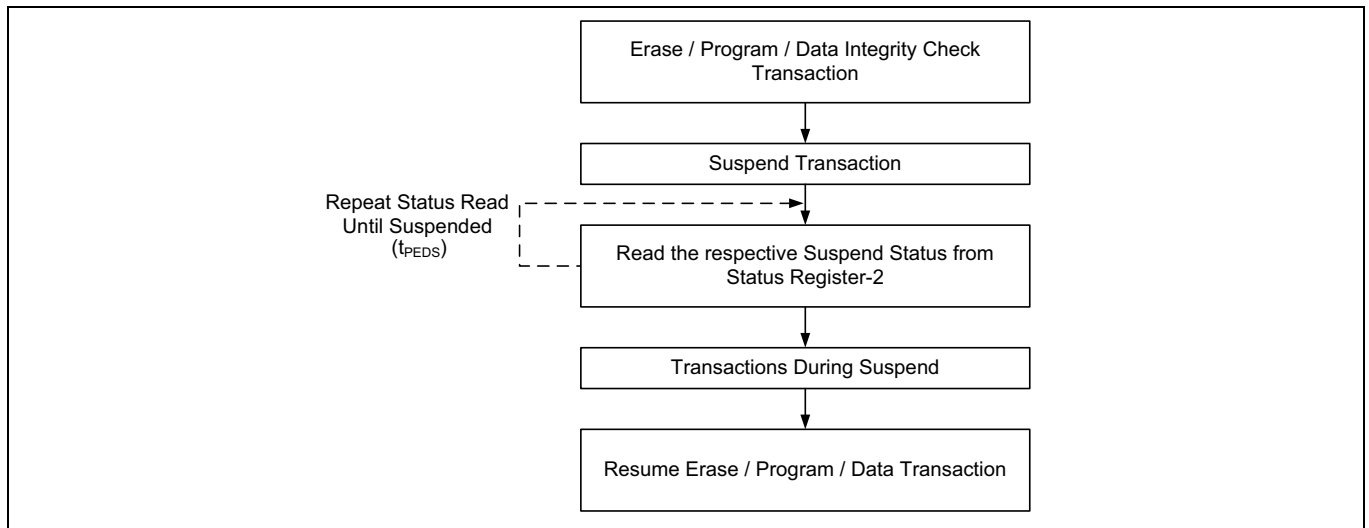 Erase / Program / Data Integrity Check
Transaction
Suspend Transaction
Repeat Status Read
Until Suspended
(tPEDS)
Read the respective Suspend Status from
Status Register-2
Transactions During Suspend
Resume Erase / Program / Data Transaction